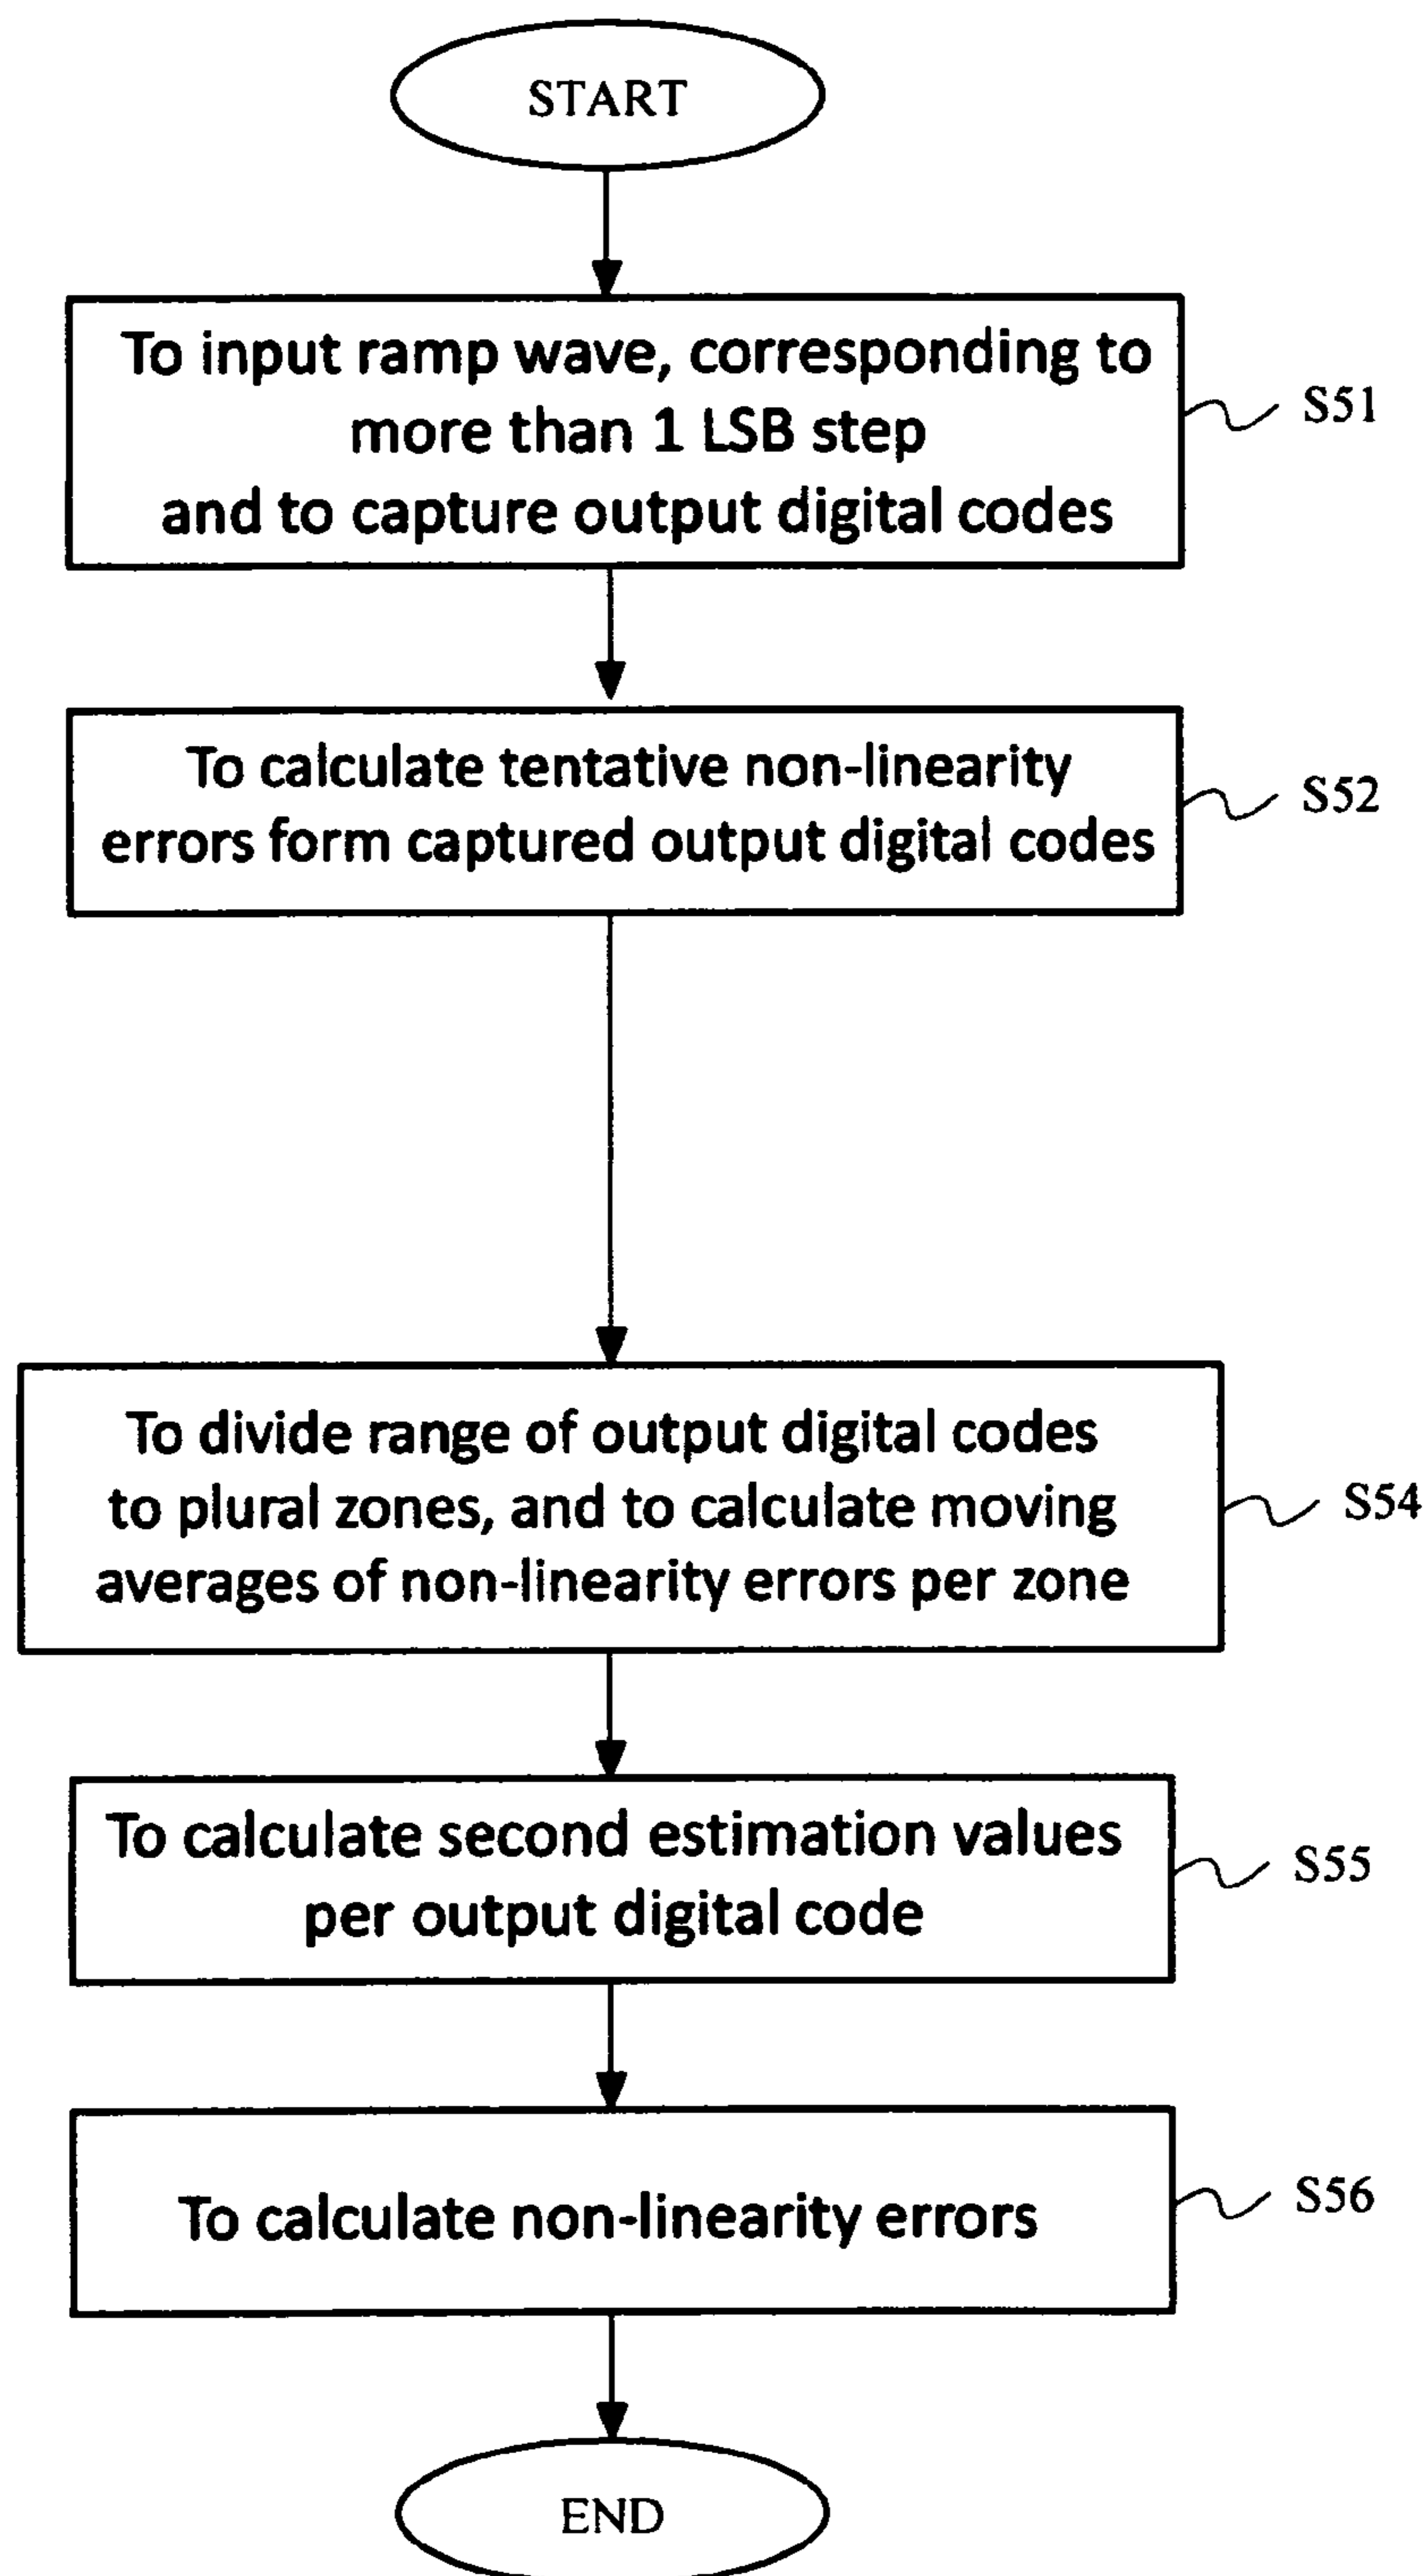 START
To input ramp wave, corresponding to
more than 1 LSB step
and to capture output digital codes
S51
To calculate tentative non-linearity
errors form captured output digital codes
S52
To divide range of output digital codes
to plural zones, and to calculate moving
averages of non-linearity errors per zone
S54
To calculate second estimation values
per output digital code
S55
To calculate non-linearity errors
S56
END